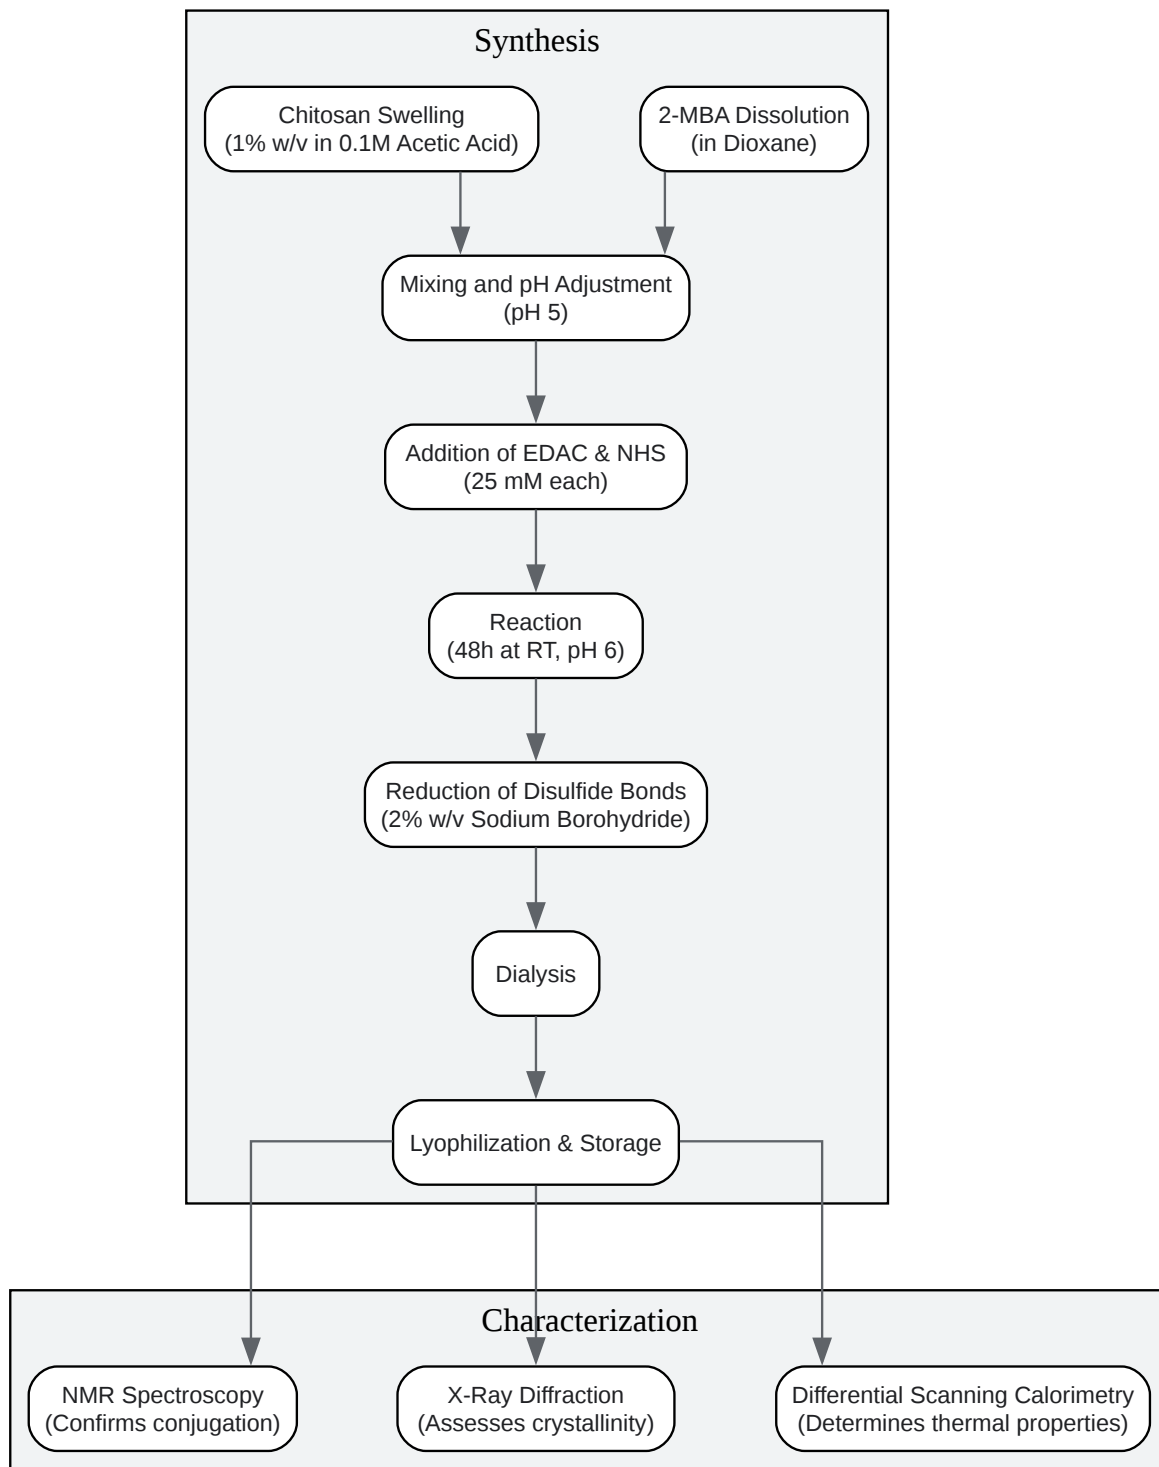 Synthesis
Chitosan Swelling
(1% w/v in 0.1M Acetic Acid)
2-MBA Dissolution
(in Dioxane)
Mixing and pH Adjustment
(pH 5)
Addition of EDAC & NHS
(25 mM each)
Reaction
(48h at RT, pH 6)
Reduction of Disulfide Bonds
(2% w/v Sodium Borohydride)
Dialysis
Lyophilization & Storage
Characterization
NMR Spectroscopy
(Confirms conjugation)
X-Ray Diffraction
(Assesses crystallinity)
Differential Scanning Calorimetry
(Determines thermal properties)